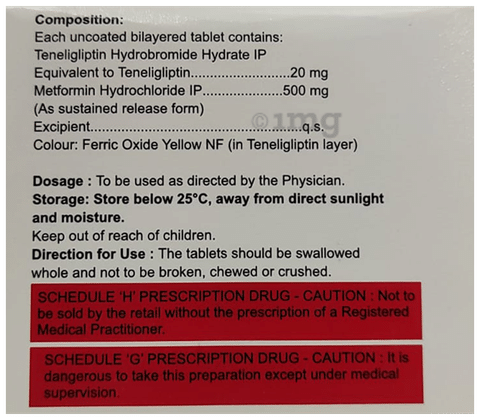 Composition:
Each uncoated bilayered tablet contains:
Teneligliptin Hydrobromide Hydrate IP
Equivalent to Teneligliptin..............................20 mg
Metformin Hydrochloride IP........................500 mg
(As sustained release form)
Excipient...............................................................q.s.
Colour: Ferric Oxide Yellow NF (in Teneligliptin layer)
1mg
Dosage : To be used as directed by the Physician.
Storage: Store below 25°C, away from direct sunlight
and moisture.
Keep out of reach of children.
Direction for Use : The tablets should be swallowed
whole and not to be broken, chewed or crushed.
SCHEDULE 'H' PRESCRIPTION DRUG - CAUTION : Not to
be sold by the retail without the prescription of a Registered
Medical Practitioner.
SCHEDULE 'G' PRESCRIPTION DRUG - CAUTION : It is
dangerous to take this preparation except under medical
supervision.